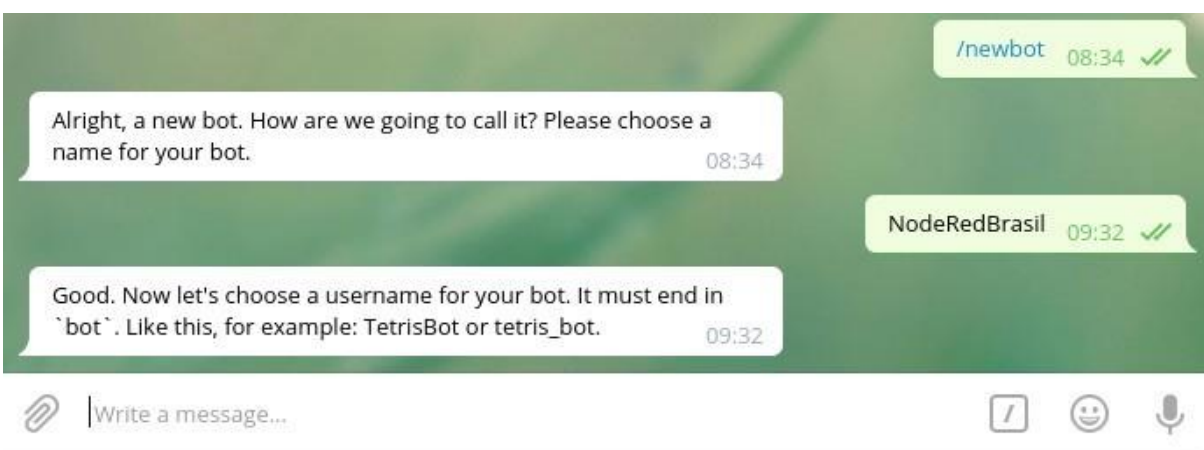 /newbot 08:34
Alright, a new bot. How are we going to call it? Please choose a
name for your bot.
08:34
NodeRedBrasil 09:32
Good. Now let's choose a username for your bot. It must end in
`bot`. Like this, for example: TetrisBot or tetris_bot.
09:32
Write a message...